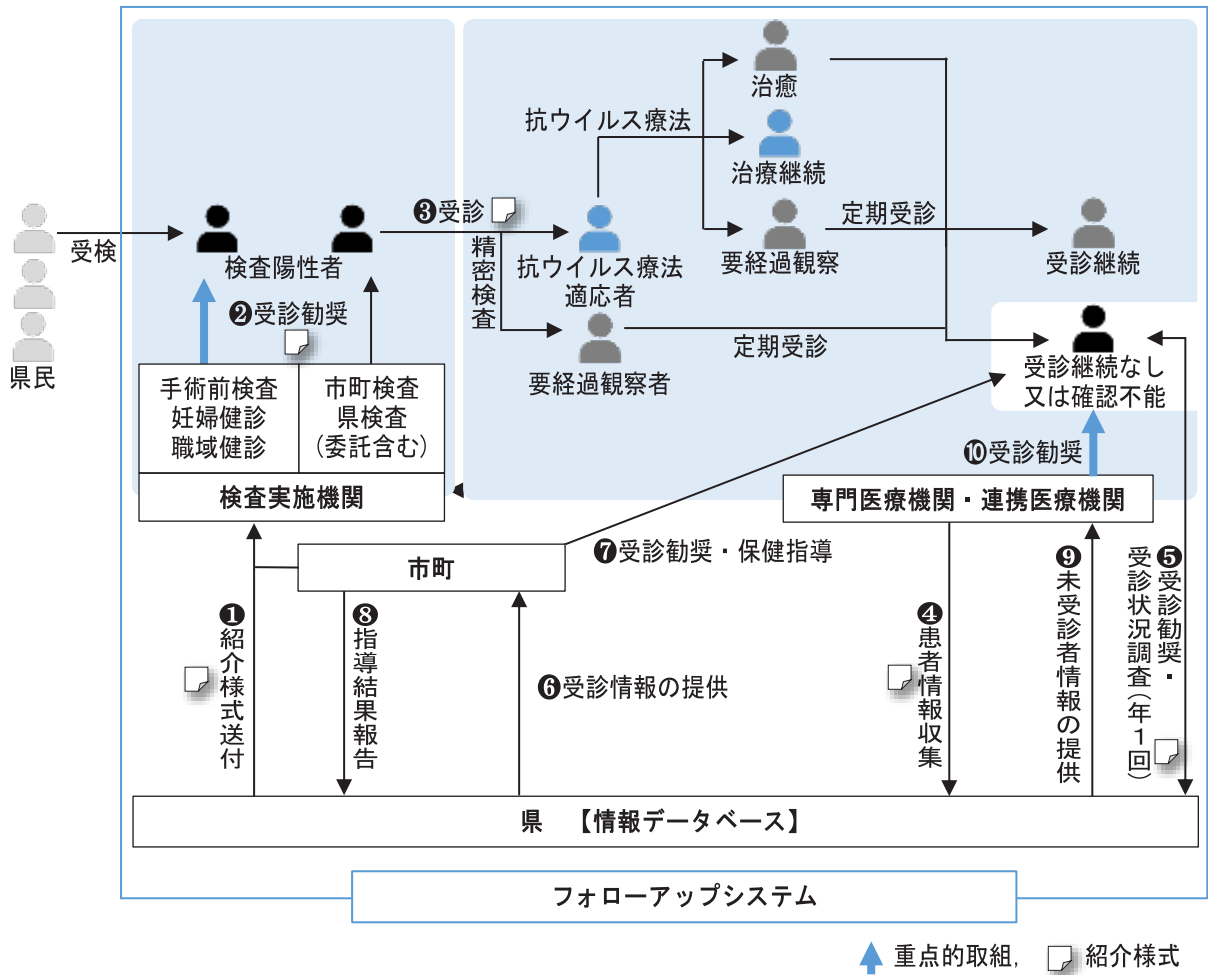 治癒
抗ウイルス療法
治療継続
❸受診
定期受診
受検
検査陽性者
精密検査
抗ウイルス療法
適応者
要経過観察
受診継続
❷受診勧奨
県民
定期受診
要経過観察者
受診継続なし
又は確認不能
手術前検査
妊婦健診
職域健診
市町検査
県検査
(委託含む)
❿受診勧奨
検査実施機関
専門医療機関・連携医療機関
市町
❼受診勧奨・保健指導
❶紹介様式送付
❽指導結果報告
❻受診情報の提供
❹患者情報収集
❾未受診者情報の提供
❺受診勧奨・
受診状況調査(年1回)
県 【情報データベース】
フォローアップシステム
重点的取組, 紹介様式